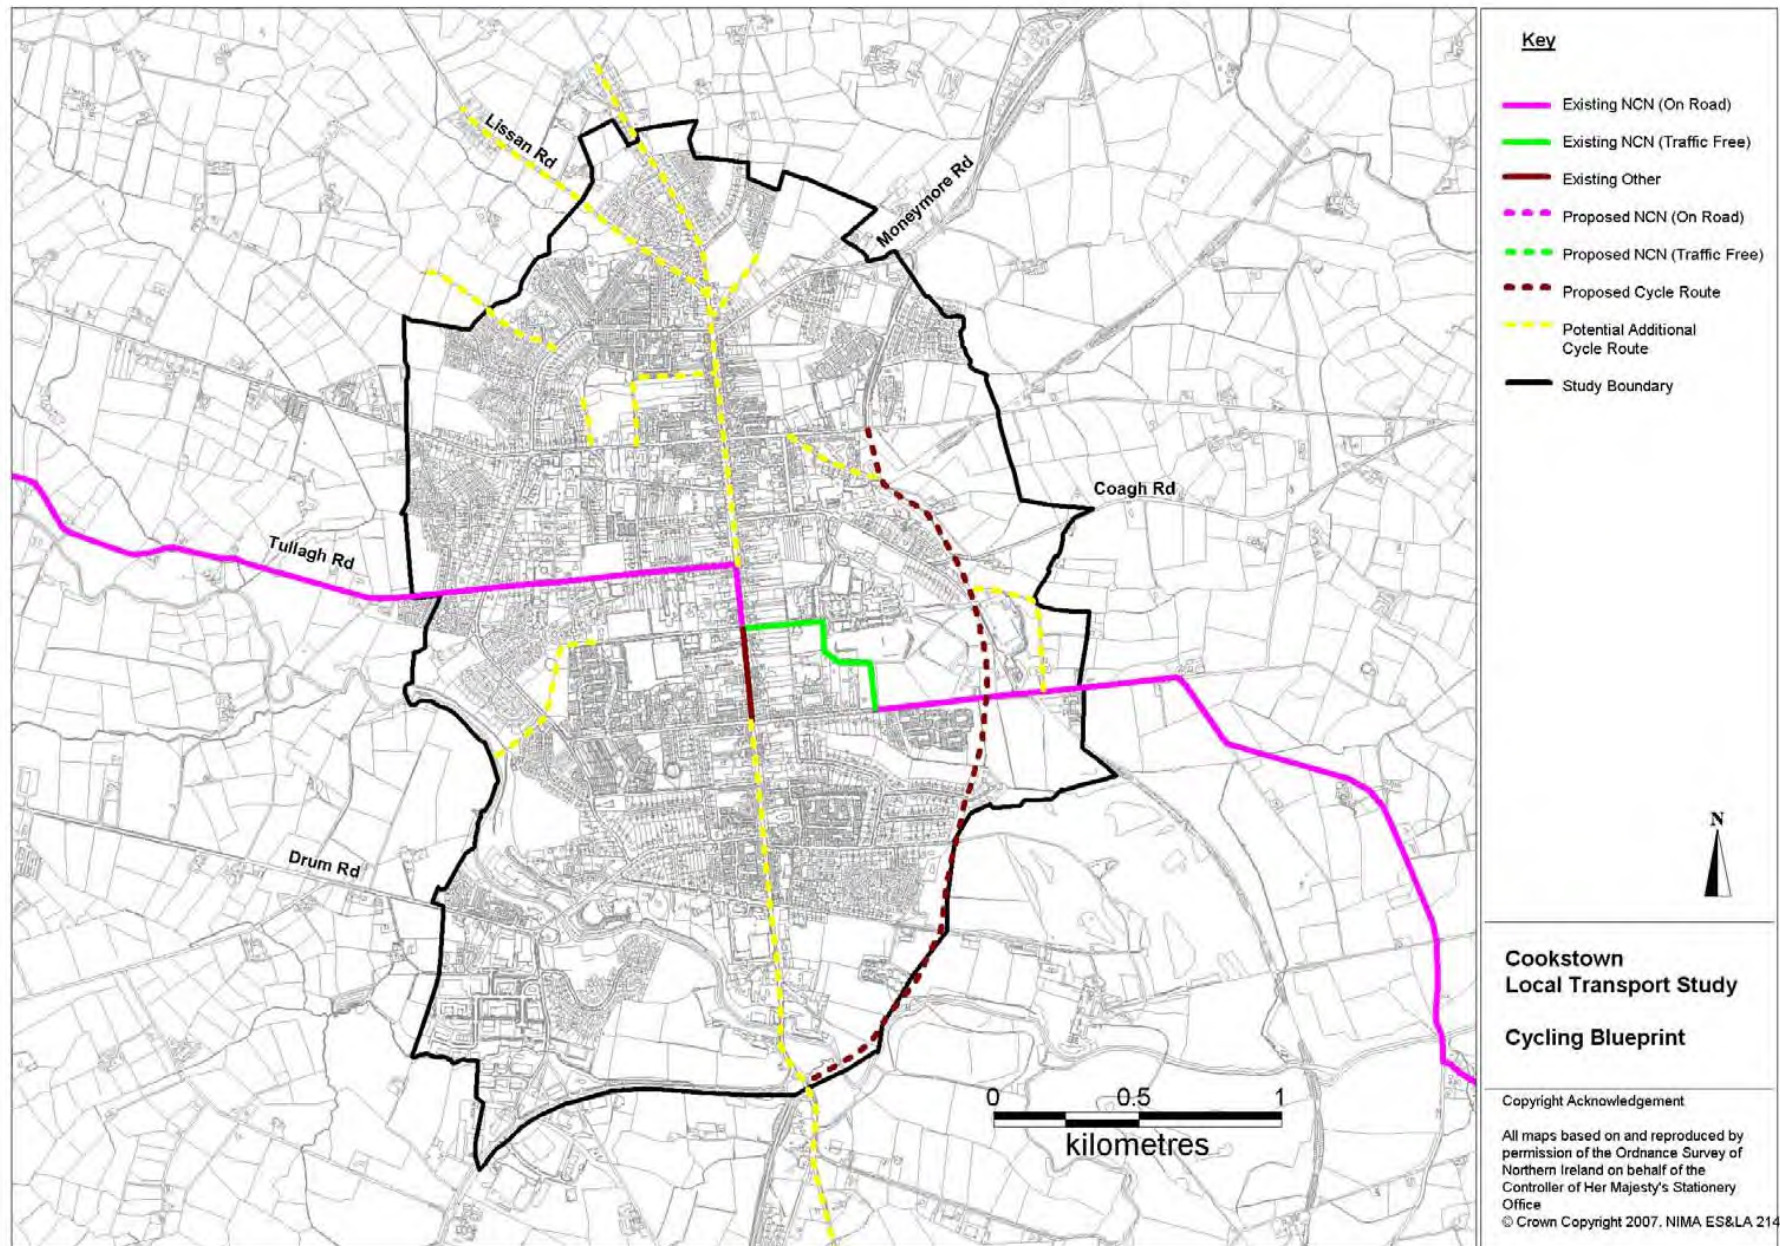 Lissan Rd
Moneymore Rd
Coagh Rd
Tullagh Rd
Drum Rd
0 0.5 1
kilometres
Key
Existing NCN (On Road)
Existing NCN (Traffic Free)
Existing Other
Proposed NCN (On Road)
Proposed NCN (Traffic Free)
Proposed Cycle Route
Potential Additional
Cycle Route
Study Boundary
N
Cookstown
Local Transport Study
Cycling Blueprint
Copyright Acknowledgement
All maps based on and reproduced by
permission of the Ordnance Survey of
Northern Ireland on behalf of the
Controller of Her Majesty's Stationery
Office
© Crown Copyright 2007. NIMA ES&LA 214